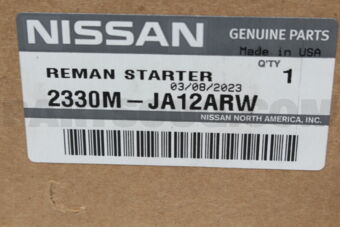 NISSAN
GENUINE PARTS
Made in USA
REMAN STARTER
Q'TY
1
03/08/2023
2330M-JA12ARW
NISSAN NORTH AMERICA, INC.